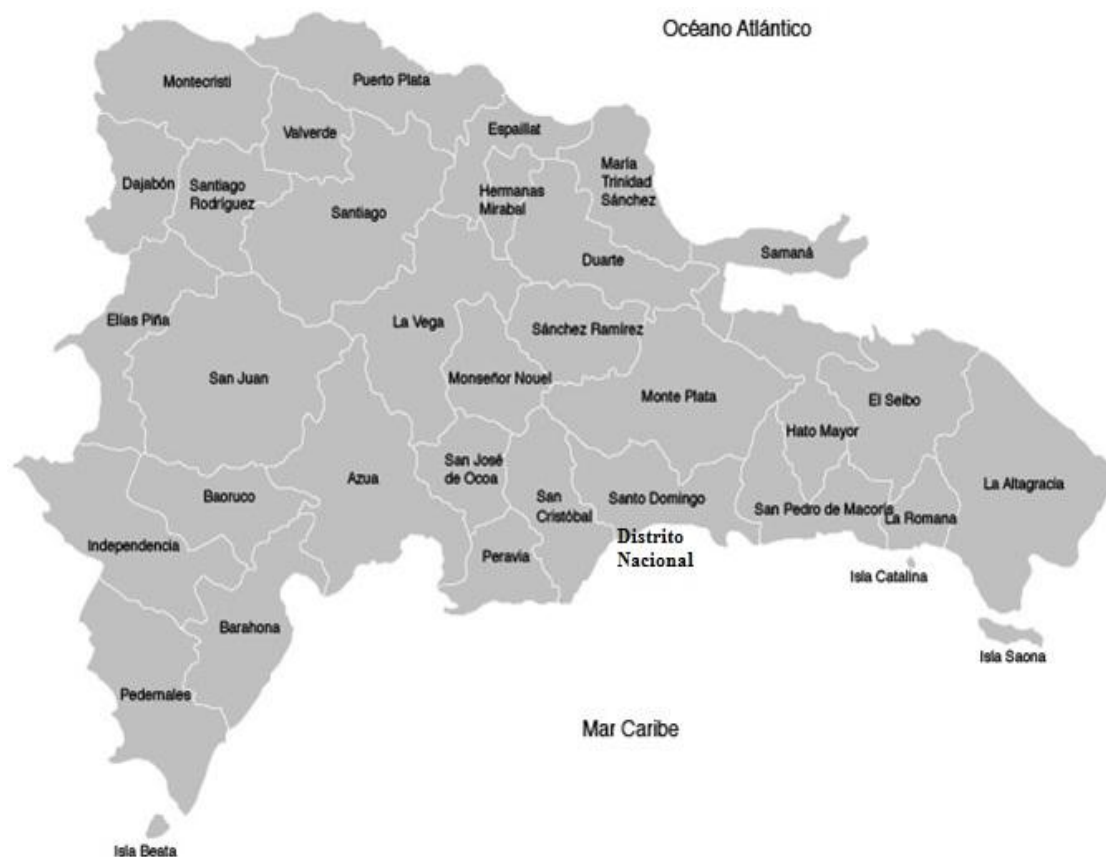 Océano Atlántico
Montecristi
Puerto Plata
Valverde
Espaillat
Dajabón
Santiago
Rodríguez
Santiago
Hermanas
Mirabal
María
Trinidad
Sánchez
Samaná
Duarte
Elías Piña
La Vega
Sánchez Ramírez
San Juan
Monseñor Nouel
Monte Plata
El Seibo
Hato Mayor
Azua
San José
de Ocoa
La Altagracia
Baoruco
San
Cristóbal
Santo Domingo
San Pedro de Macorís
La Romana
Independencia
Peravia
Distrito
Nacional
Isla Catalina
Barahona
Isla Saona
Pedernales
Mar Caribe
Isla Beata